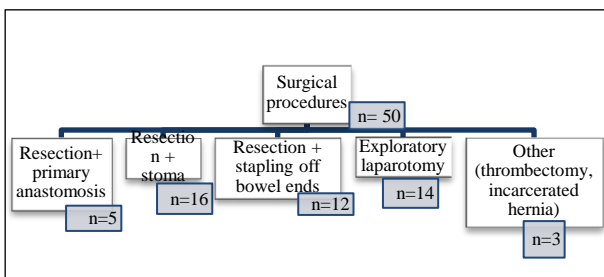 Surgical
procedures
n= 50
Resection+
primary
anastomosis
n=5
Resectio
n +
stoma
n=16
Resection +
stapling off
bowel ends
n=12
Exploratory
laparotomy
n=14
Other
(thrombectomy,
incarcerated
hernia)
n=3